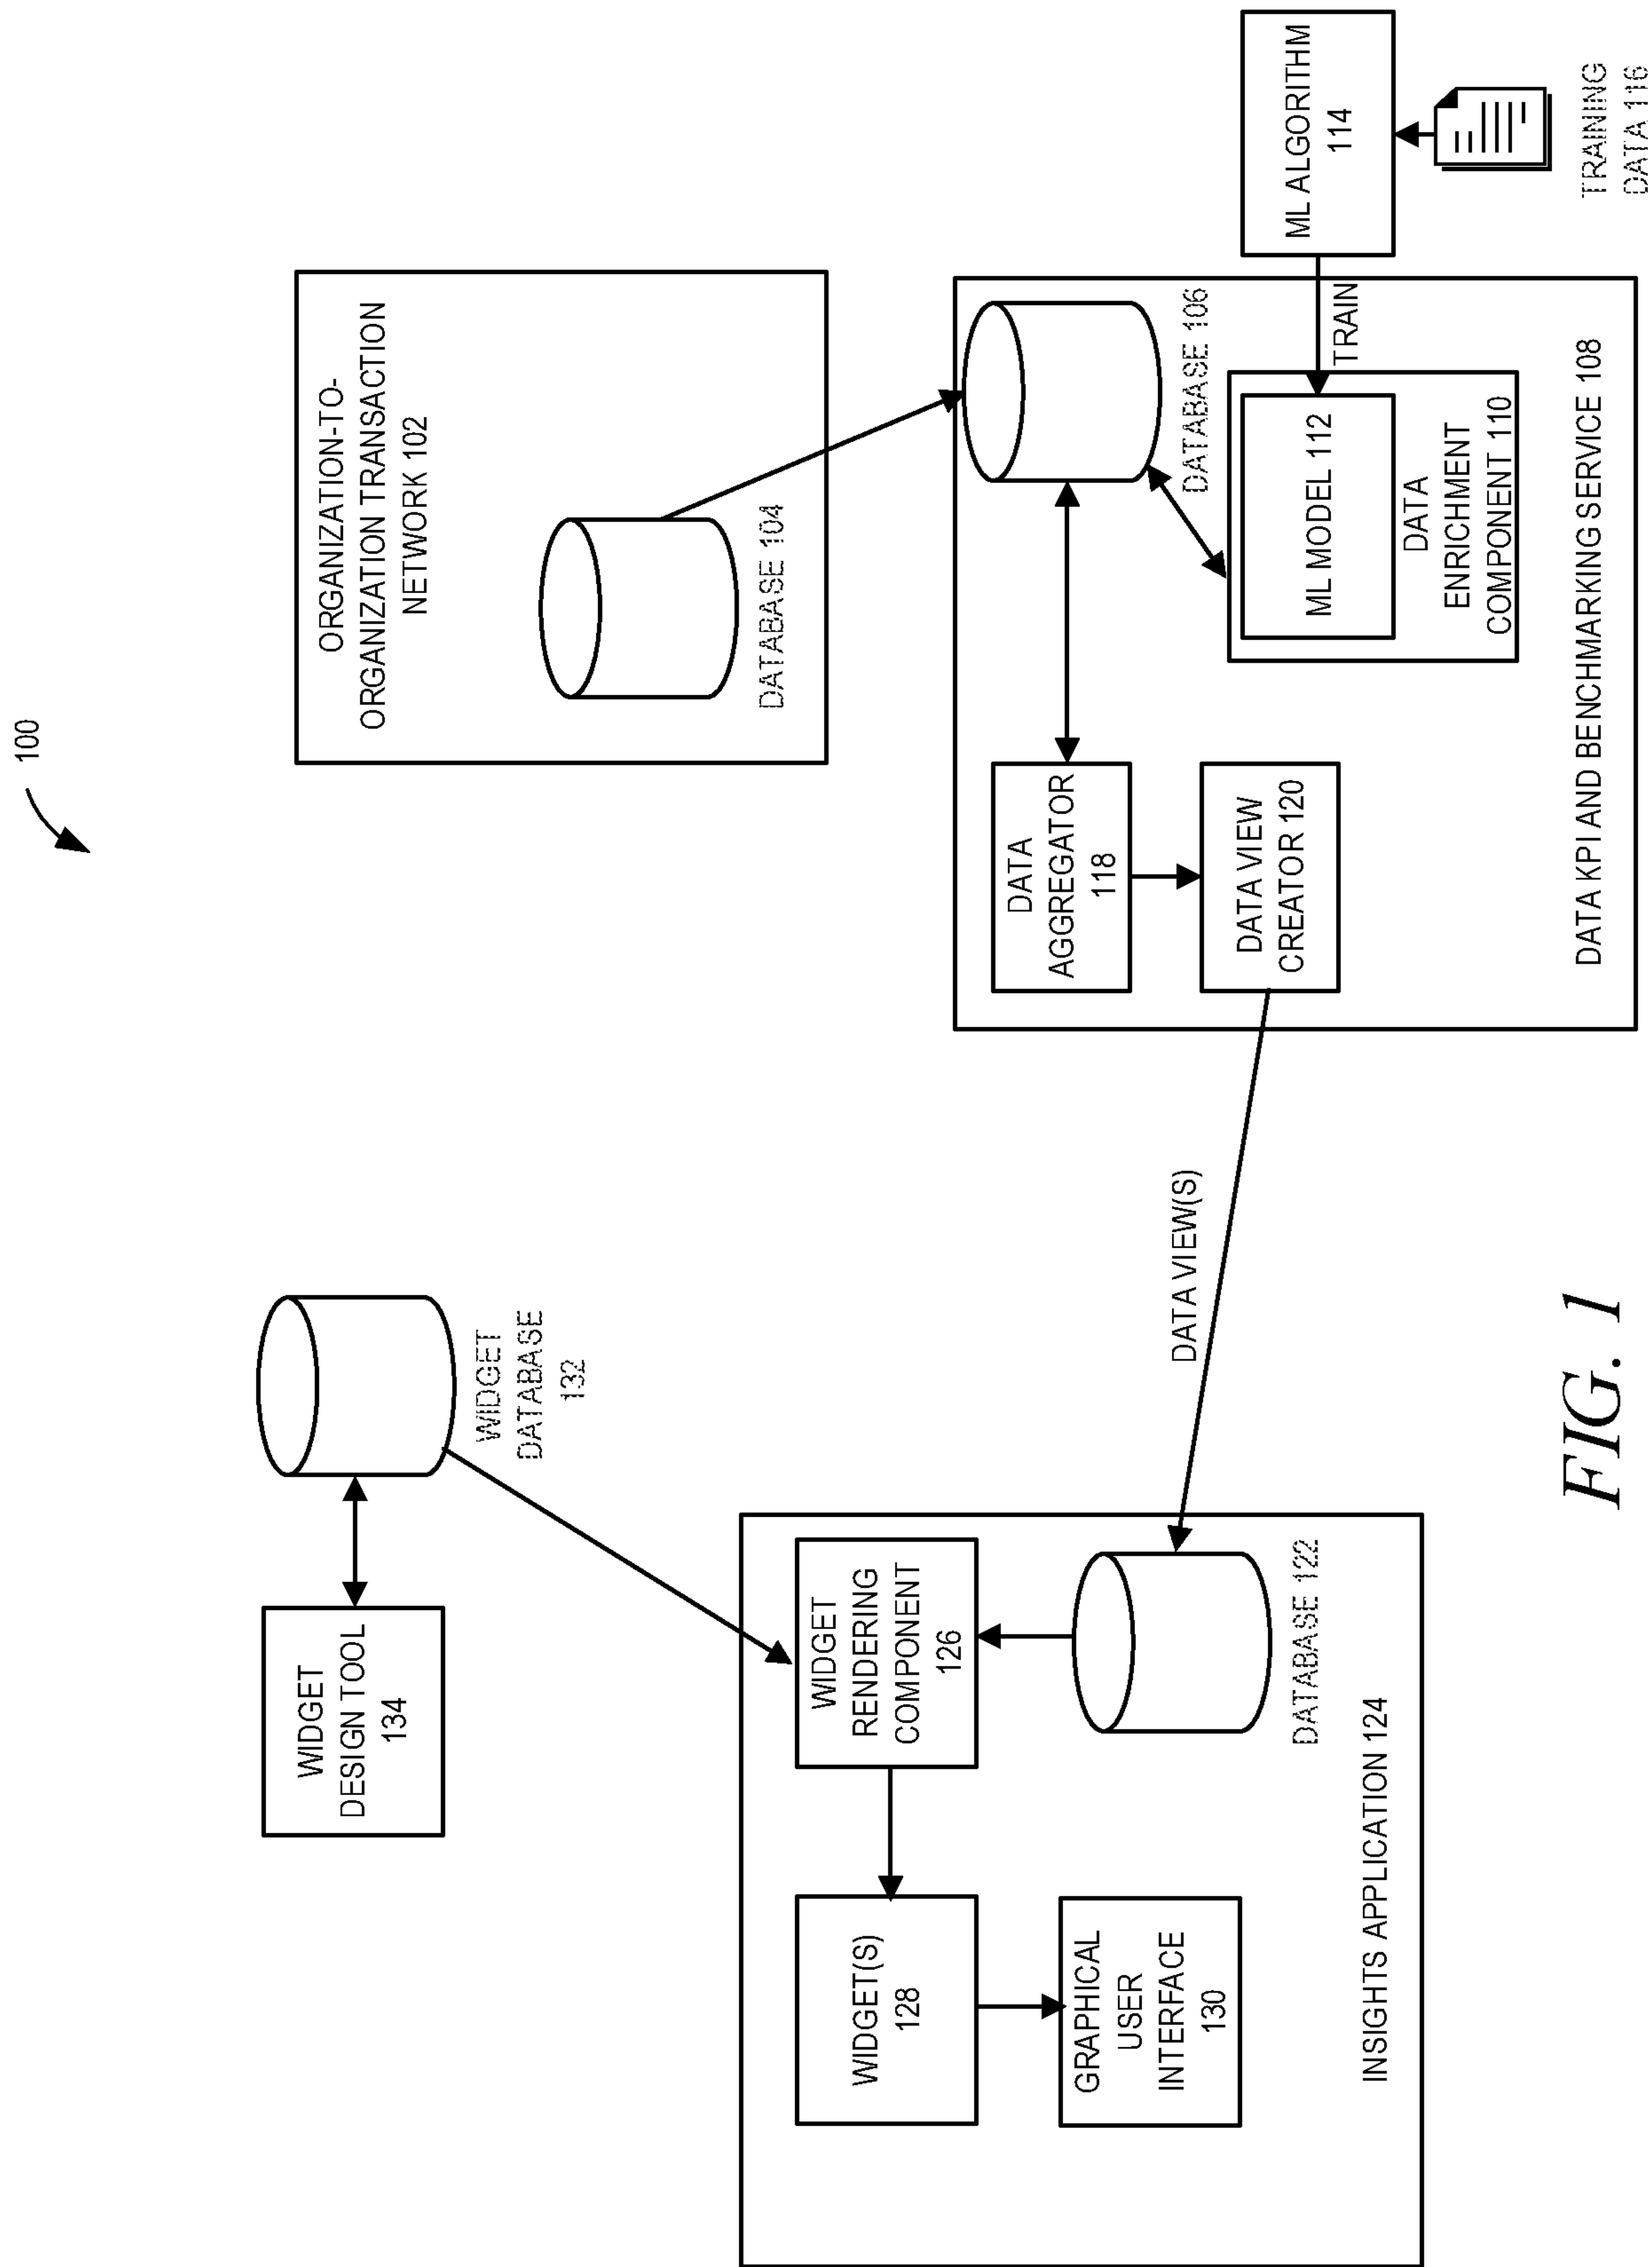 100
ORGANIZATION-TO-
ORGANIZATION TRANSACTION
NETWORK 102
DATABASE 104
WIDGET
DESIGN TOOL
134
WIDGET
DATABASE
132
WIDGET
RENDERING
COMPONENT
126
WIDGET(S)
128
GRAPHICAL
USER
INTERFACE
130
DATABASE 122
INSIGHTS APPLICATION 124
DATA VIEW(S)
DATA
AGGREGATOR
118
DATA VIEW
CREATOR 120
DATABASE 106
ML MODEL 112
DATA
ENRICHMENT
COMPONENT 110
DATA KPI AND BENCHMARKING SERVICE 108
TRAIN
ML ALGORITHM
114
TRAINING
DATA 116
FIG. 1